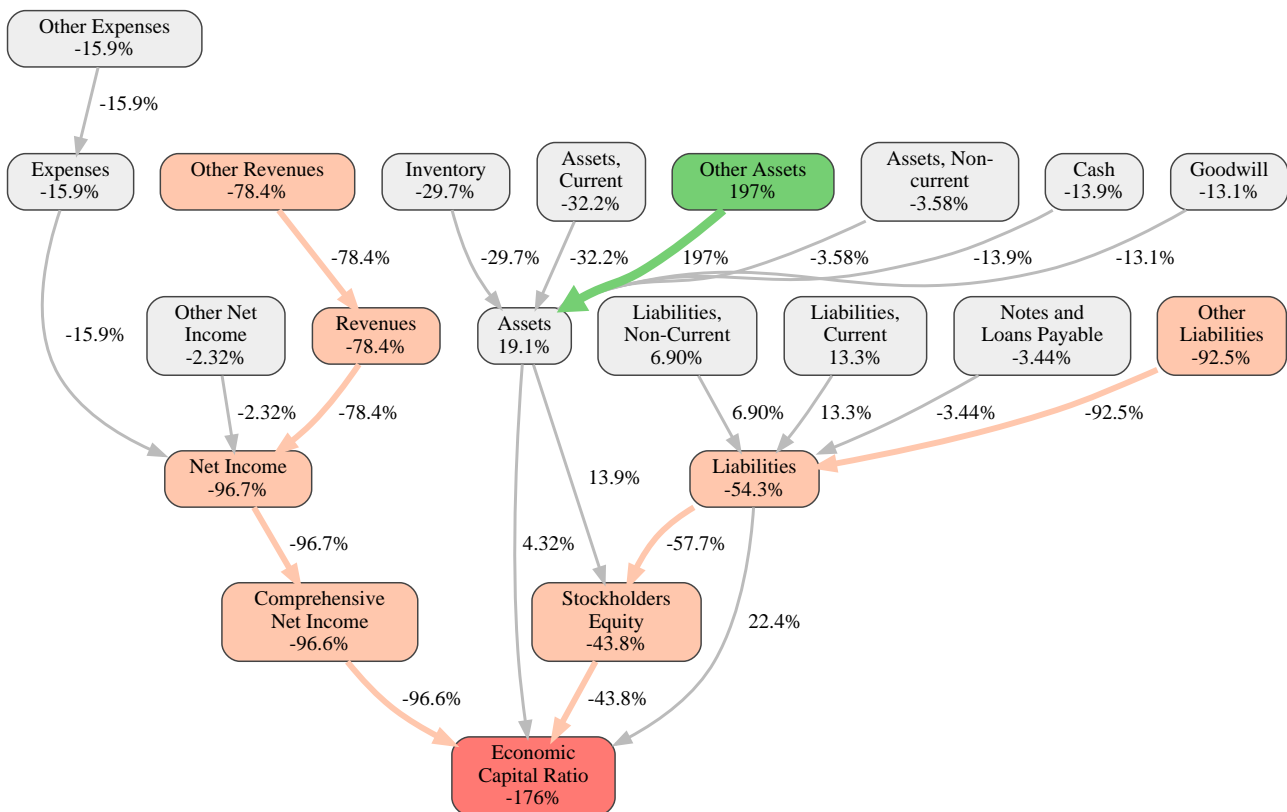 Other Expenses
-15.9%
-15.9%
Expenses
-15.9%
Other Revenues
-78.4%
Inventory
-29.7%
Assets,
Current
-32.2%
Other Assets
197%
Assets, Non-
current
-3.58%
Cash
-13.9%
Goodwill
-13.1%
-78.4%
-29.7%
-32.2%
197%
-3.58%
-13.9%
-13.1%
Other Net
Income
-2.32%
Revenues
-78.4%
Assets
19.1%
Liabilities,
Non-Current
6.90%
Liabilities,
Current
13.3%
Notes and
Loans Payable
-3.44%
Other
Liabilities
-92.5%
-15.9%
-2.32%
-78.4%
6.90%
13.3%
-3.44%
-92.5%
Net Income
-96.7%
13.9%
Liabilities
-54.3%
-96.7%
4.32%
-57.7%
Comprehensive
Net Income
-96.6%
Stockholders
Equity
-43.8%
22.4%
-96.6%
-43.8%
Economic
Capital Ratio
-176%